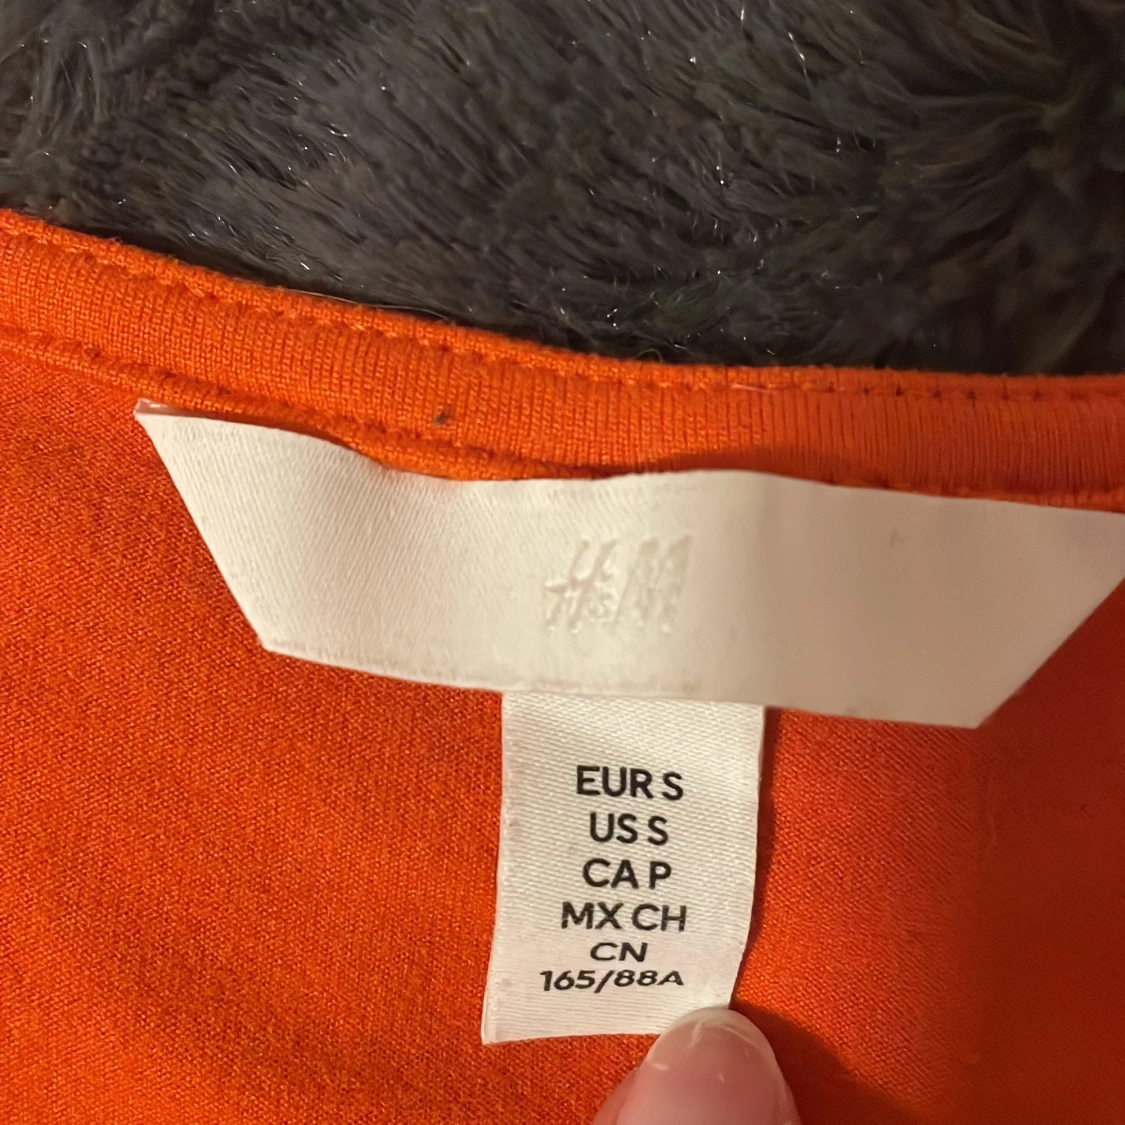 H&M
EUR S
US S
CA P
MX CH
CN
165/88A